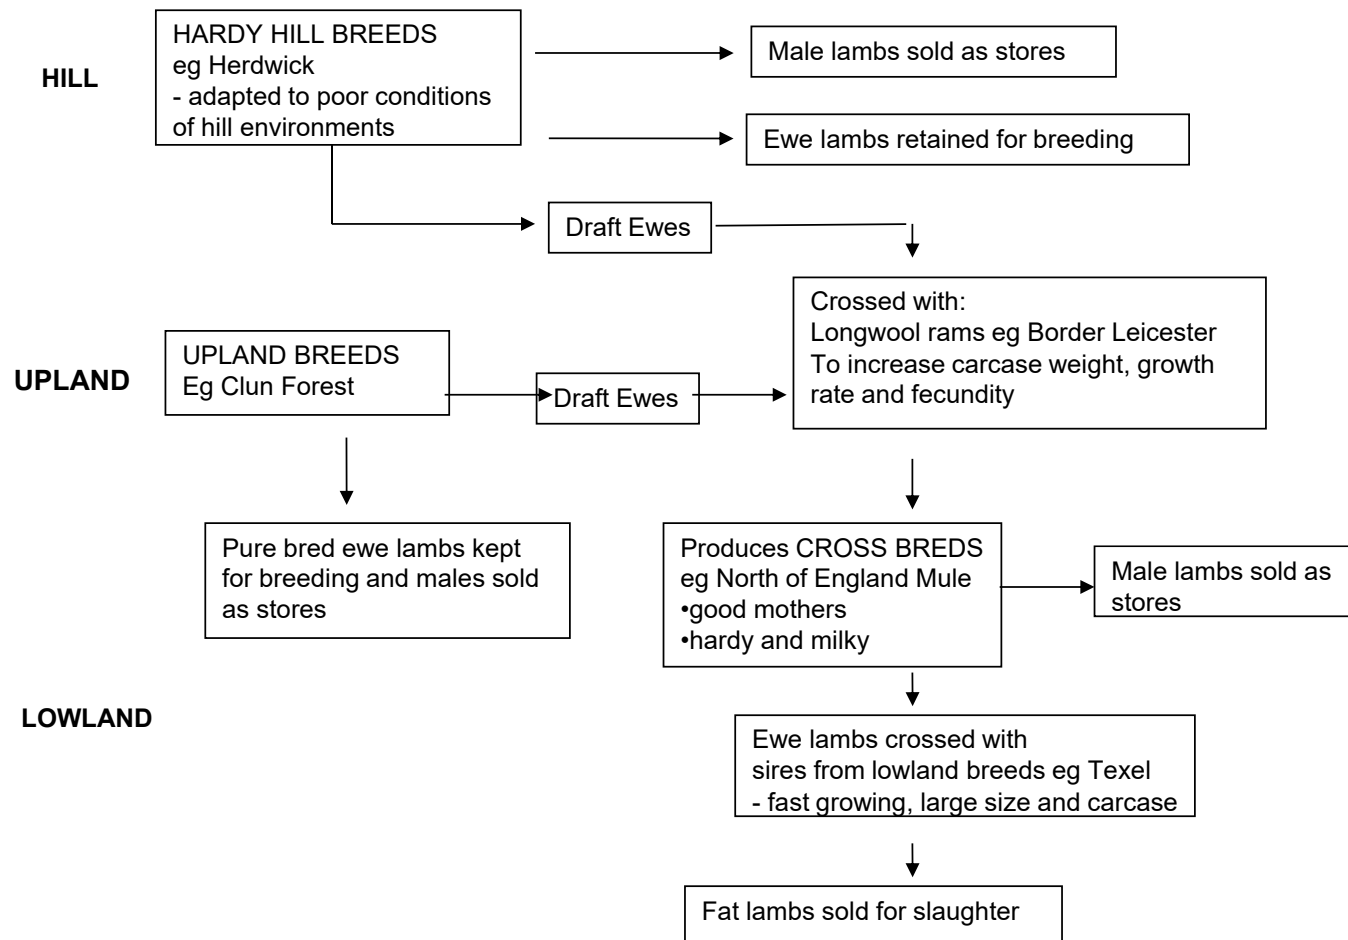 HARDY HILL BREEDS
eg Herdwick
- adapted to poor conditions
of hill environments
HILL
Male lambs sold as stores
Ewe lambs retained for breeding
Draft Ewes
Crossed with:
Longwool rams eg Border Leicester
To increase carcase weight, growth
rate and fecundity
UPLAND
UPLAND BREEDS
Eg Clun Forest
Draft Ewes
Pure bred ewe lambs kept
for breeding and males sold
as stores
Produces CROSS BREDS
eg North of England Mule
•good mothers
•hardy and milky
Male lambs sold as
stores
LOWLAND
Ewe lambs crossed with
sires from lowland breeds eg Texel
- fast growing, large size and carcase
Fat lambs sold for slaughter